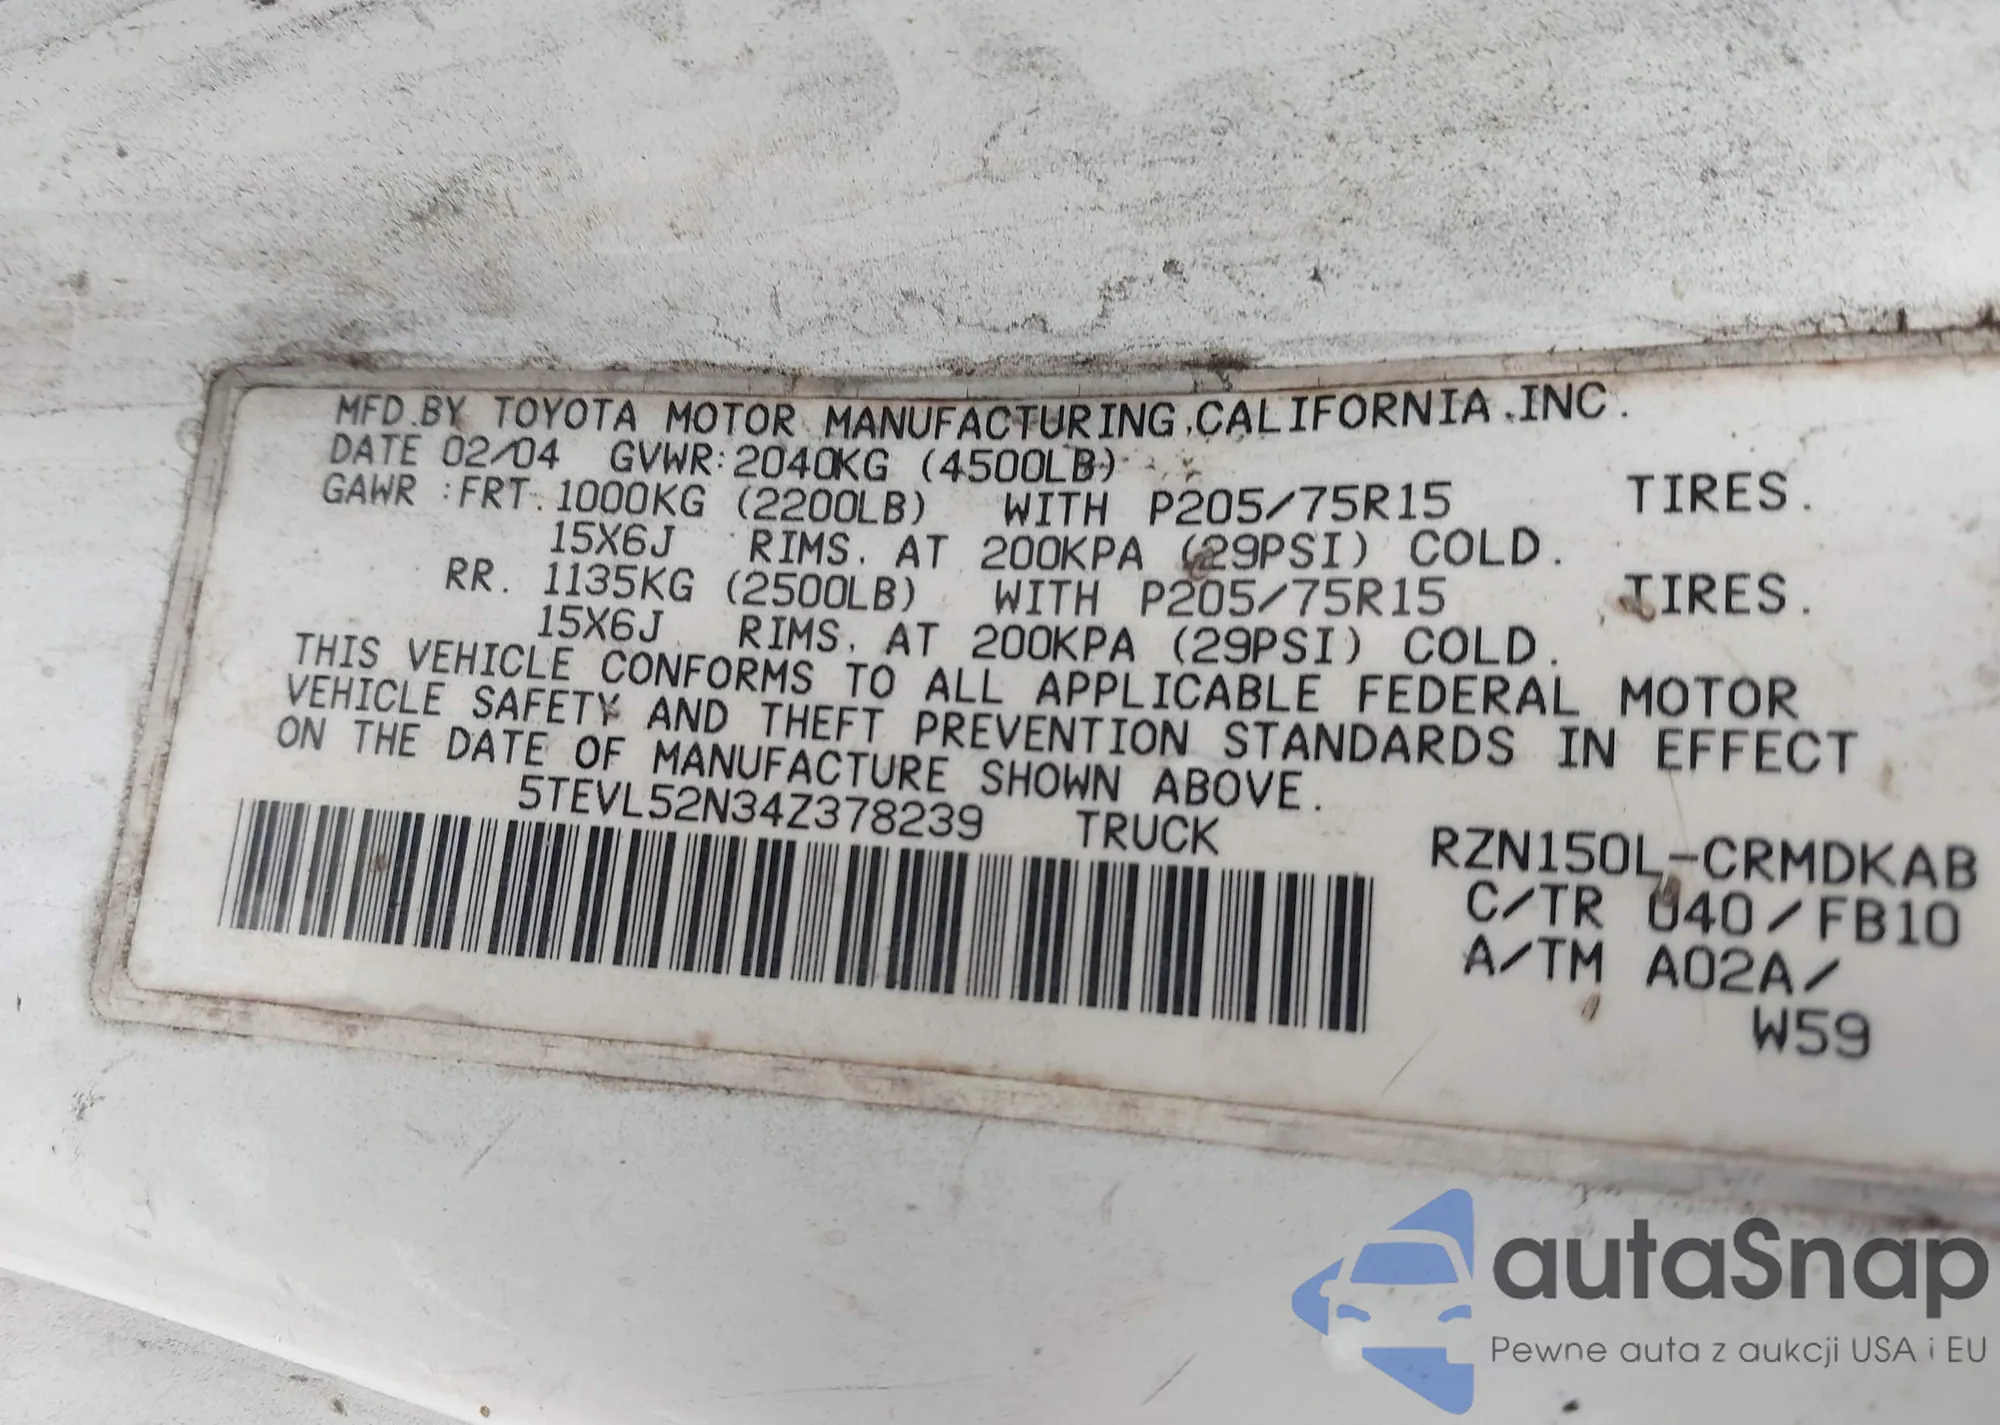 MFD.BY TOYOTA MOTOR MANUFACTURING,CALIFORNIA.INC.
DATE 02/04 GVWR:2040KG (4500LB)
GAWR :FRT. 1000KG (2200LB) WITH P205/75R15 TIRES.
15X6J RIMS. AT 200KPA (29PSI) COLD.
RR. 1135KG (2500LB) WITH P205/75R15 TIRES.
15X6J RIMS. AT 200KPA (29PSI) COLD.
THIS VEHICLE CONFORMS TO ALL APPLICABLE FEDERAL MOTOR
VEHICLE SAFETY AND THEFT PREVENTION STANDARDS IN EFFECT
ON THE DATE OF MANUFACTURE SHOWN ABOVE.
5TEVL52N34Z378239 TRUCK
RZN150L-CRMDKAB
C/TR 040/FB10
A/TM A02A/
W59
autaSnap
Pewne auta z aukcji USA i EU